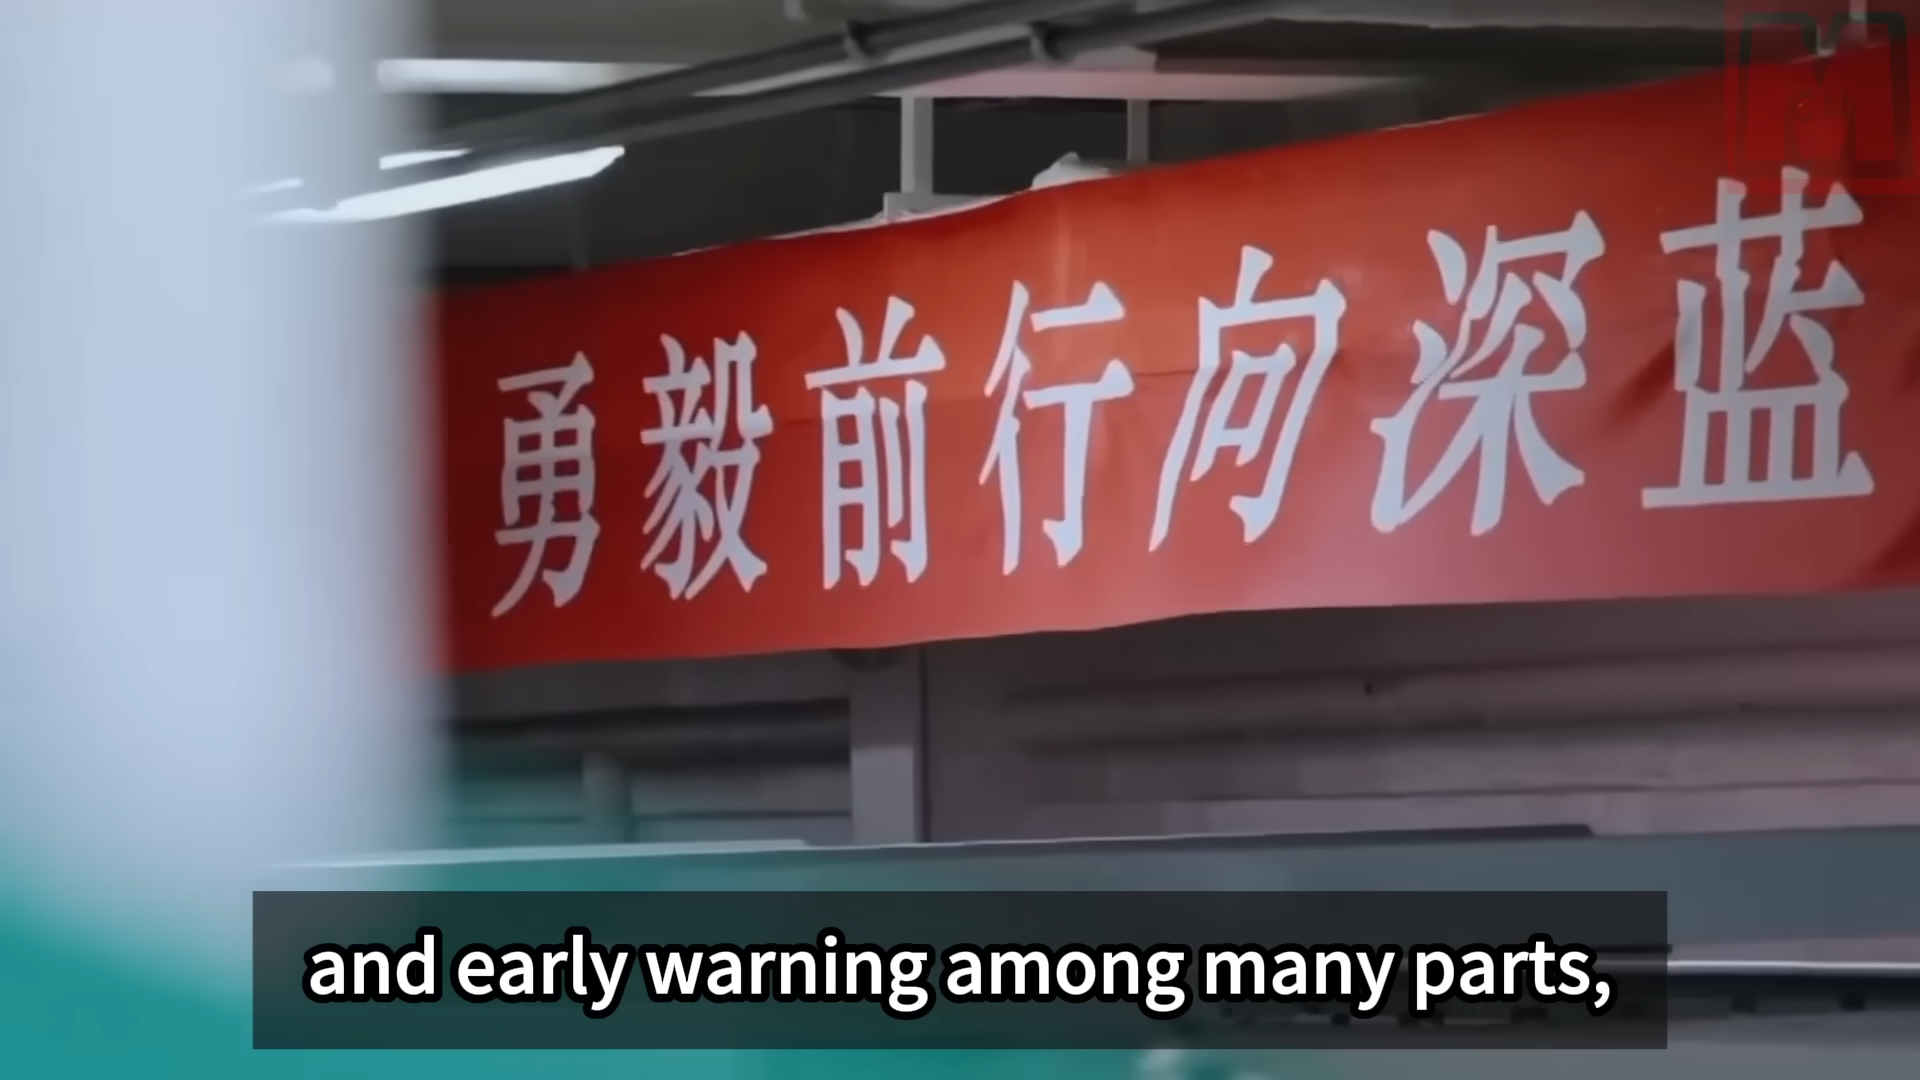 勇毅前行向深蓝
and early warning among many parts,